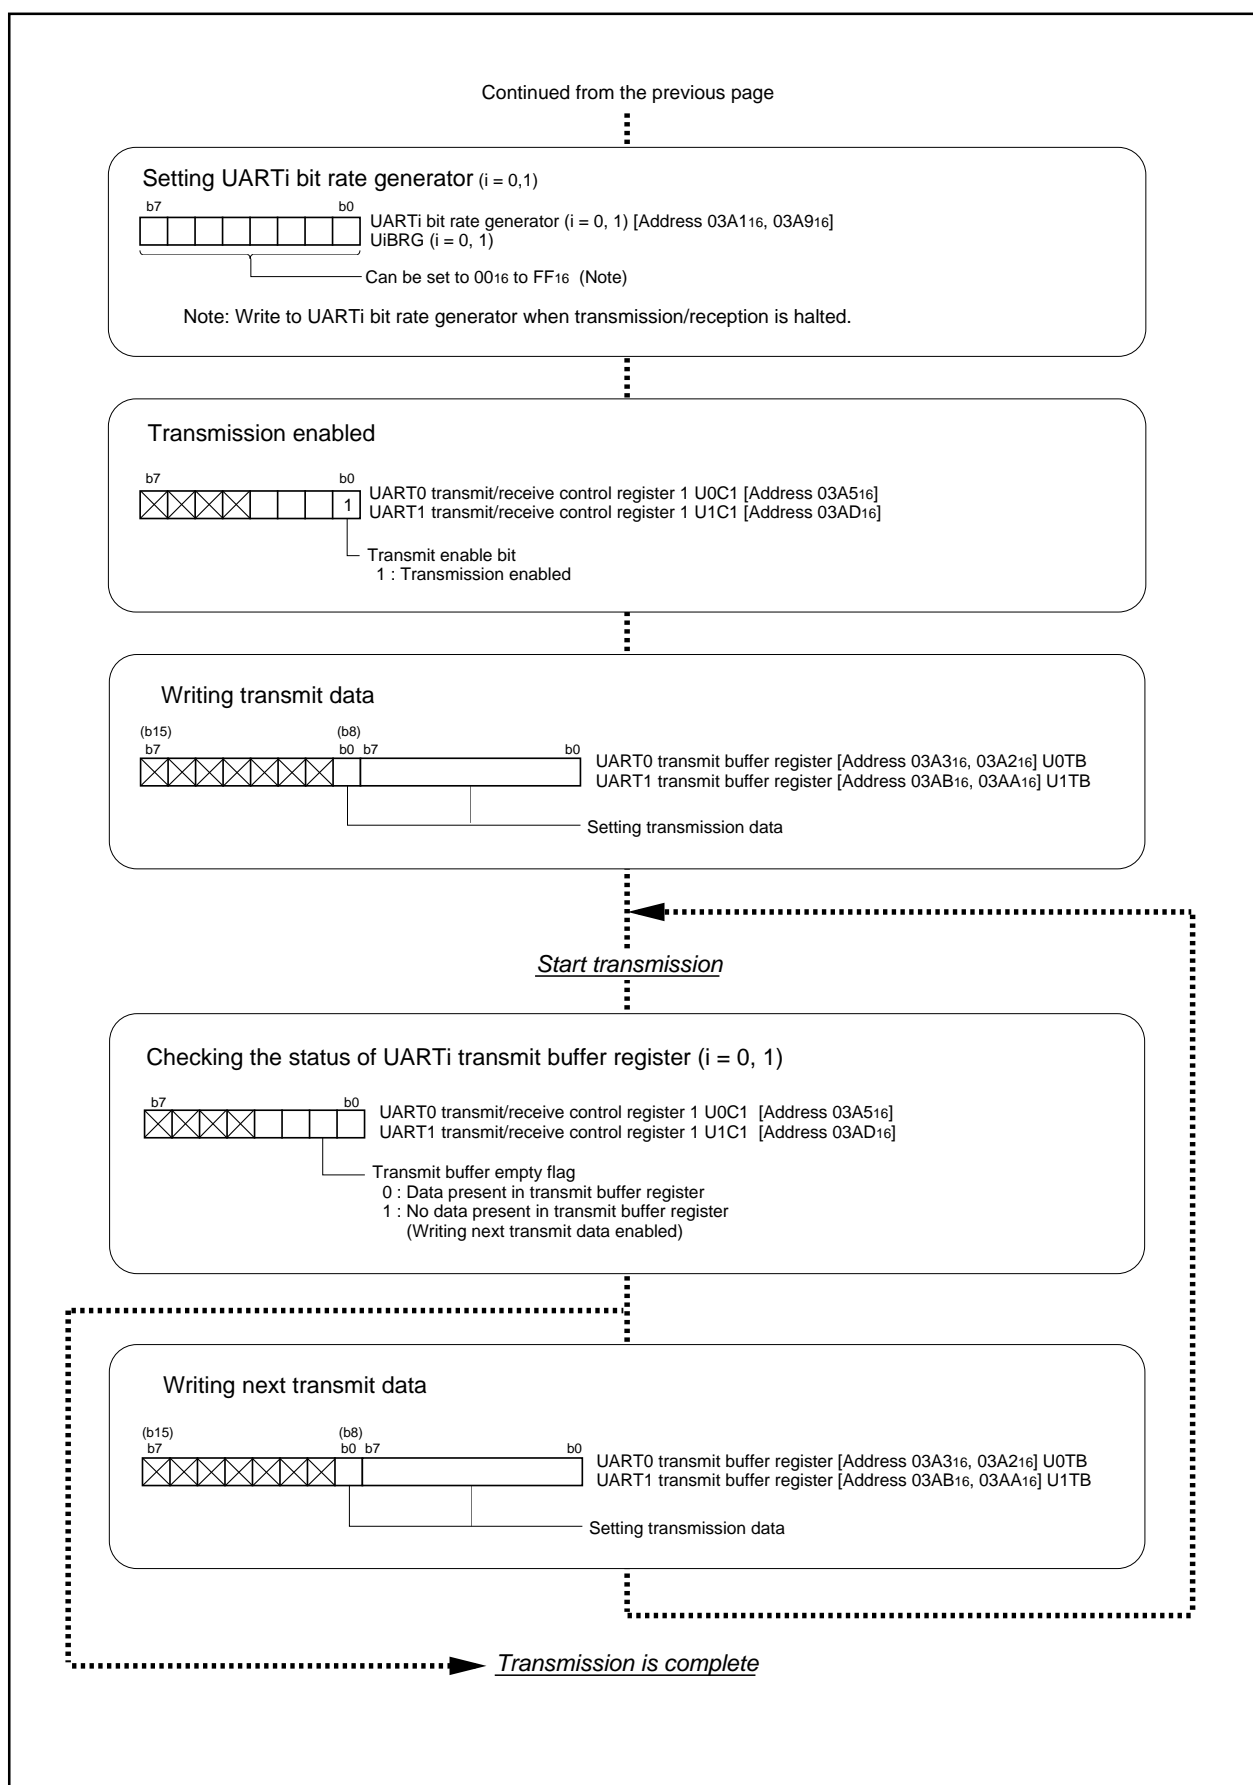 Continued from the previous page
Setting UARTi bit rate generator (i = 0,1)
b7 b0
UARTi bit rate generator (i = 0, 1) [Address 03A116, 03A916]
UiBRG (i = 0, 1)
Can be set to 0016 to FF16 (Note)
Note: Write to UARTi bit rate generator when transmission/reception is halted.
Transmission enabled
b7 b0
1
UART0 transmit/receive control register 1 U0C1 [Address 03A516]
UART1 transmit/receive control register 1 U1C1 [Address 03AD16]
Transmit enable bit
1 : Transmission enabled
Writing transmit data
(b15) (b8)
b7 b0 b7 b0
UART0 transmit buffer register [Address 03A316, 03A216] U0TB
UART1 transmit buffer register [Address 03AB16, 03AA16] U1TB
Setting transmission data
Start transmission
Checking the status of UARTi transmit buffer register (i = 0, 1)
b7 b0
UART0 transmit/receive control register 1 U0C1 [Address 03A516]
UART1 transmit/receive control register 1 U1C1 [Address 03AD16]
Transmit buffer empty flag
0 : Data present in transmit buffer register
1 : No data present in transmit buffer register
(Writing next transmit data enabled)
Writing next transmit data
(b15) (b8)
b7 b0 b7 b0
UART0 transmit buffer register [Address 03A316, 03A216] U0TB
UART1 transmit buffer register [Address 03AB16, 03AA16] U1TB
Setting transmission data
Transmission is complete